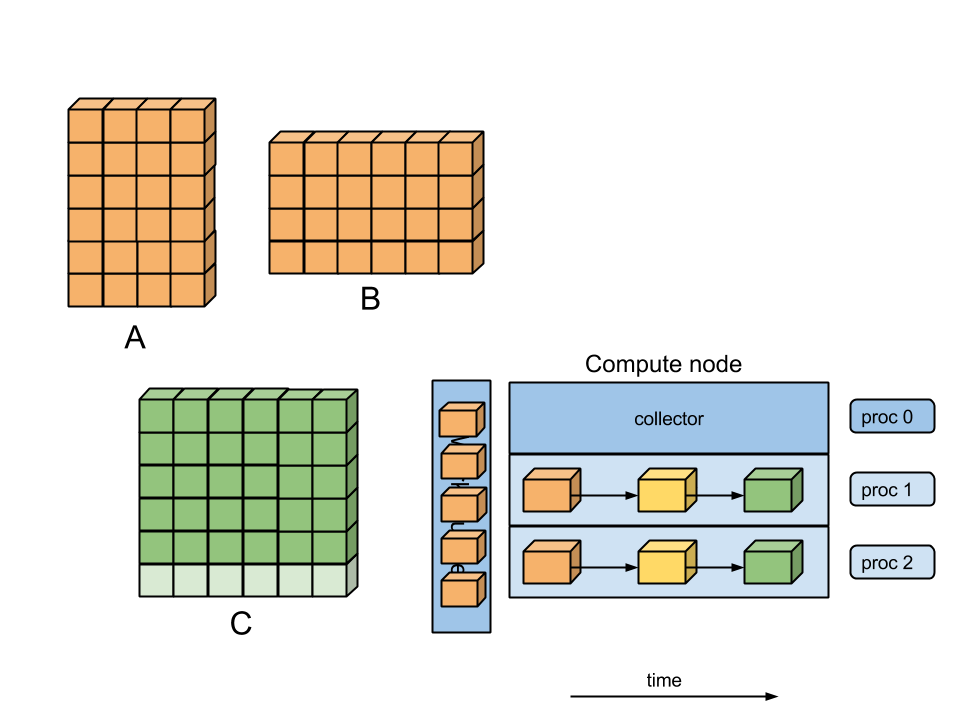 A
B
C
Compute node
collector
proc 0
proc 1
proc 2
time